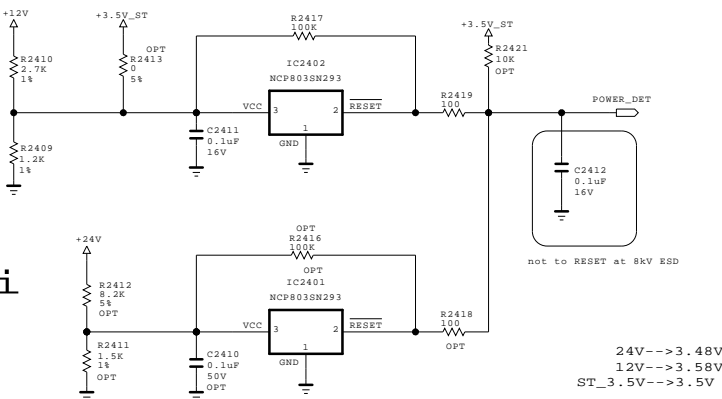 +12V
+3.5V_ST
R2417
100K
+3.5V_ST
R2410
2.7K
1%
OPT
R2413
0
5%
IC2402
NCP803SN293
R2421
10K
OPT
VCC
3
2
RESET
1
GND
R2419
100
POWER_DET
C2411
0.1uF
16V
R2409
1.2K
1%
C2412
0.1uF
16V
not to RESET at 8kV ESD
+24V
OPT
R2416
100K
OPT
IC2401
NCP803SN293
R2412
8.2K
5%
OPT
i
VCC
3
2
RESET
1
GND
R2418
100
OPT
R2411
1.5K
1%
OPT
C2410
0.1uF
50V
OPT
24V-->3.48V
12V-->3.58V
ST_3.5V-->3.5V